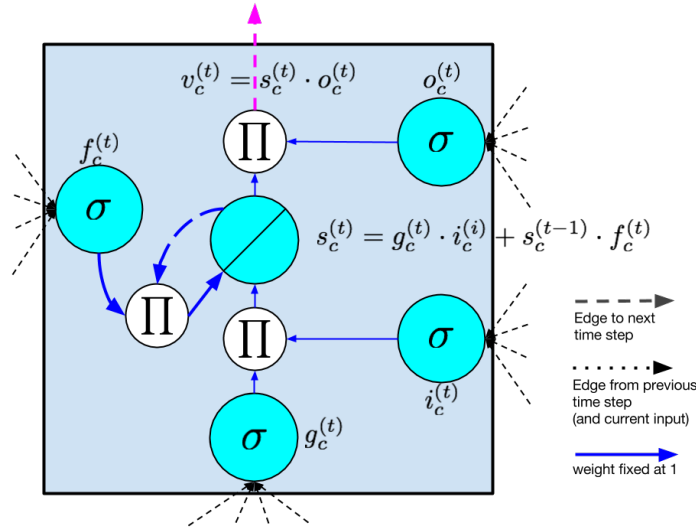 v_c^{(t)} = s_c^{(t)} · o_c^{(t)}
o_c^{(t)}
Π
σ
f_c^{(t)}
σ
s_c^{(t)} = g_c^{(t)} · i_c^{(i)} + s_c^{(t-1)} · f_c^{(t)}
Π
Π
σ
i_c^{(t)}
σ
g_c^{(t)}
Edge to next
time step
Edge from previous
time step
(and current input)
weight fixed at 1